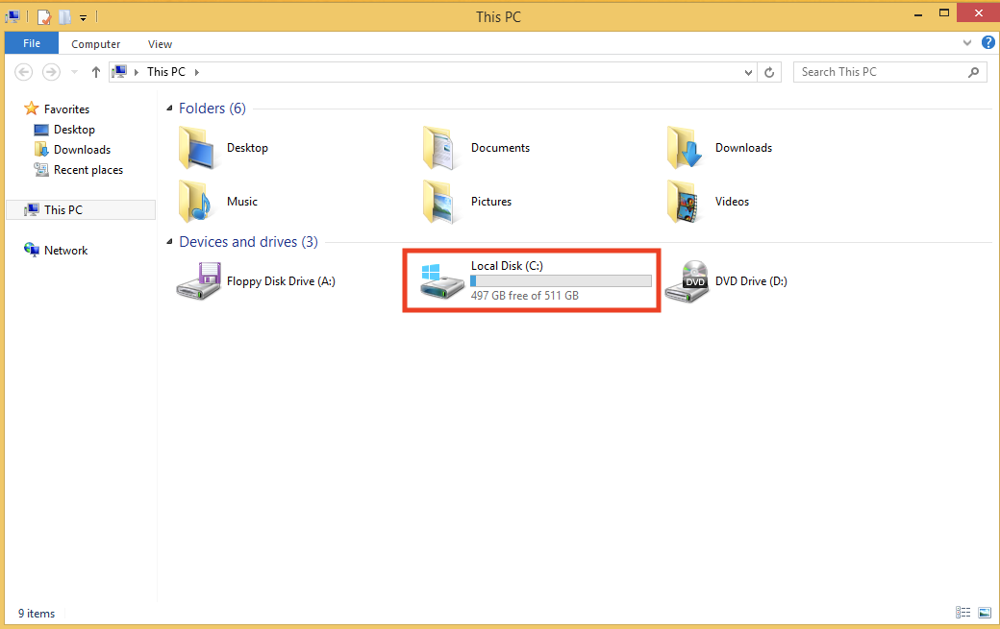 This PC
File Computer View
This PC
Search This PC
Favorites
Desktop
Downloads
Recent places
This PC
Network
Folders (6)
Desktop Documents Downloads
Music Pictures Videos
Devices and drives (3)
Floppy Disk Drive (A:)
Local Disk (C:)
497 GB free of 511 GB
DVD
DVD Drive (D:)
9 items